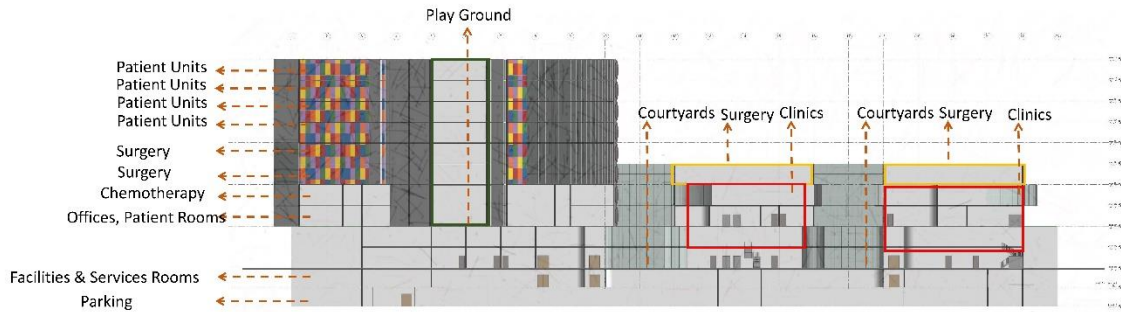 Play Ground
Patient Units
Patient Units
Patient Units
Patient Units
Surgery
Surgery
Chemotherapy
Offices, Patient Rooms
Facilities & Services Rooms
Parking
Courtyards Surgery Clinics
Courtyards Surgery Clinics